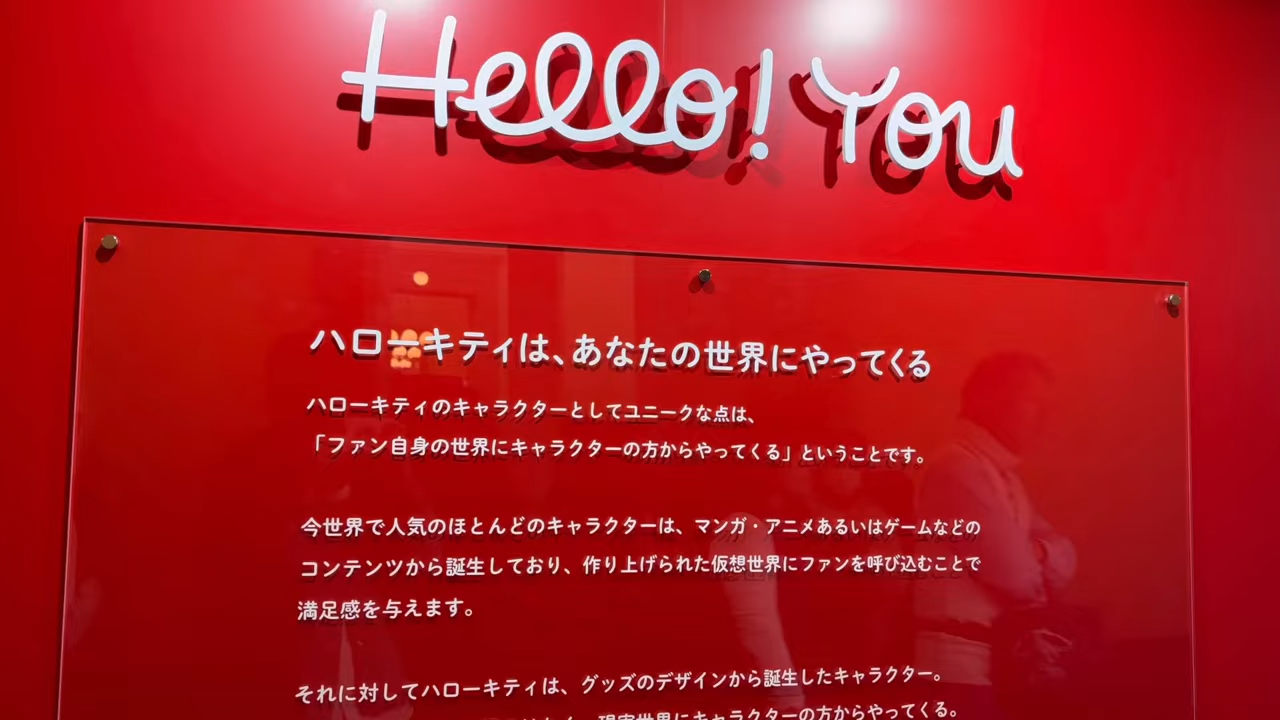 Hello! You
ハローキティは、あなたの世界にやってくる
ハローキティのキャラクターとしてユニークな点は、
「ファン自身の世界にキャラクターの方からやってくる」ということです。
今世界で人気のほとんどのキャラクターは、マンガ・アニメあるいはゲームなどの
コンテンツから誕生しており、作り上げられた仮想世界にファンを呼び込むことで
満足感を与えます。
それに対してハローキティは、グッズのデザインから誕生したキャラクター。
現実世界にキャラクターの方からやってくる。